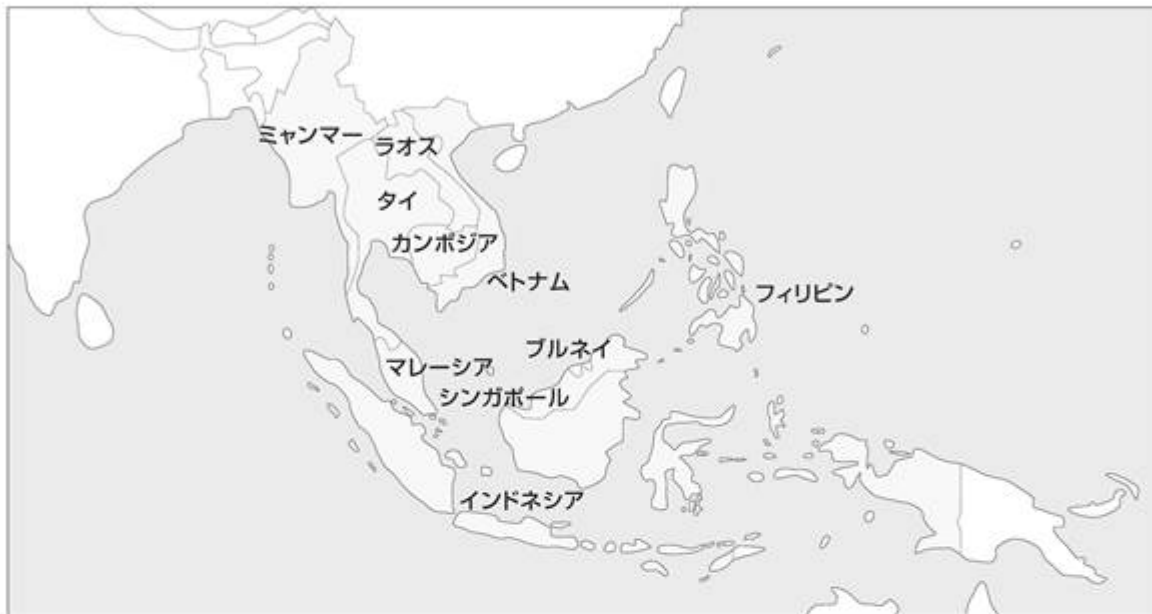 ミャンマー
ラオス
タイ
カンボジア
ベトナム
フィリピン
ブルネイ
マレーシア
シンガポール
インドネシア